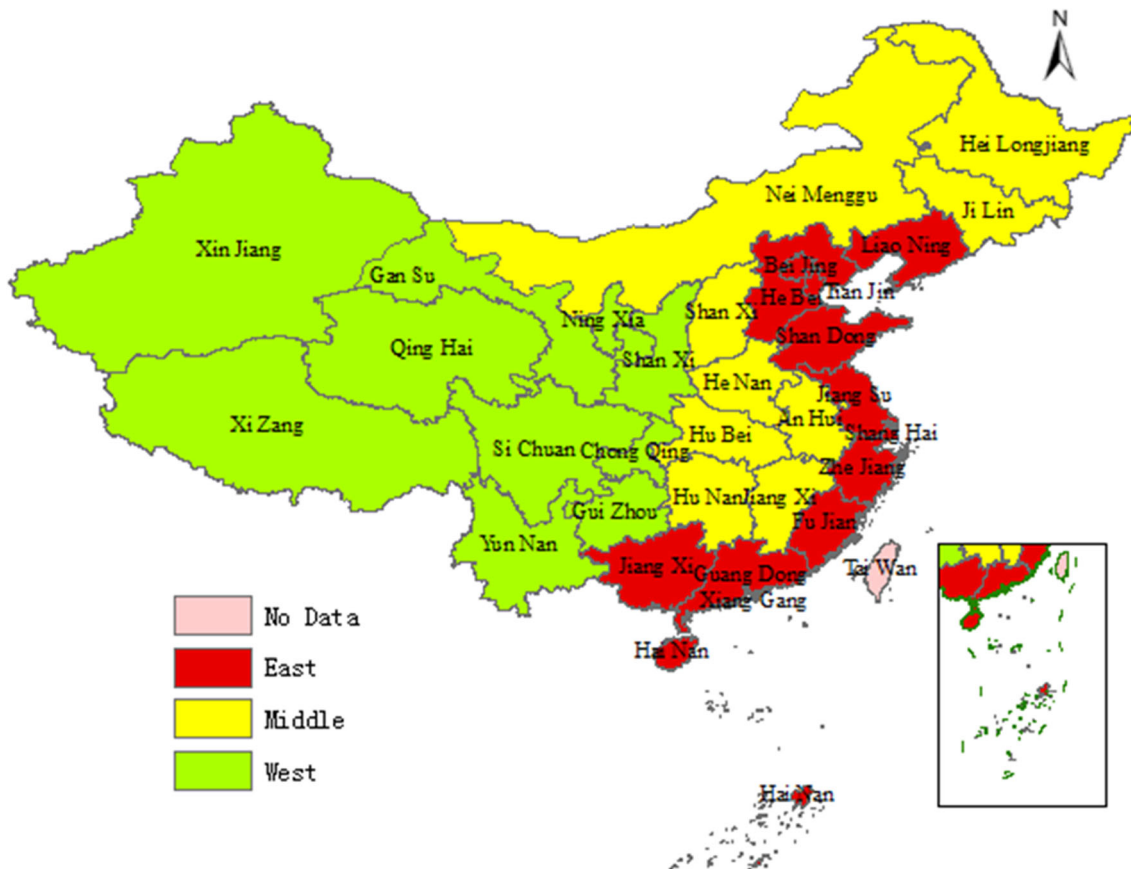 N
Hei Longjiang
Nei Menggu
Ji Lin
Xin Jiang
Liao Ning
Gan Su
Bei Jing
He Bei
Tian Jin
Shan Xi
Ning Xia
Shan Dong
Qing Hai
Shan Xi
He Nan
Jiang Su
An Hui
Xi Zang
Hu Bei
Shang Hai
Si Chuan
Chong Qing
Zhe Jiang
Hu Nan
Jiang Xi
Gui Zhou
Fu Jian
Yun Nan
Jiang Xi
Guang Dong
Tai Wan
Xiang Gang
Hai Nan
No Data
East
Middle
West
Hai Nan